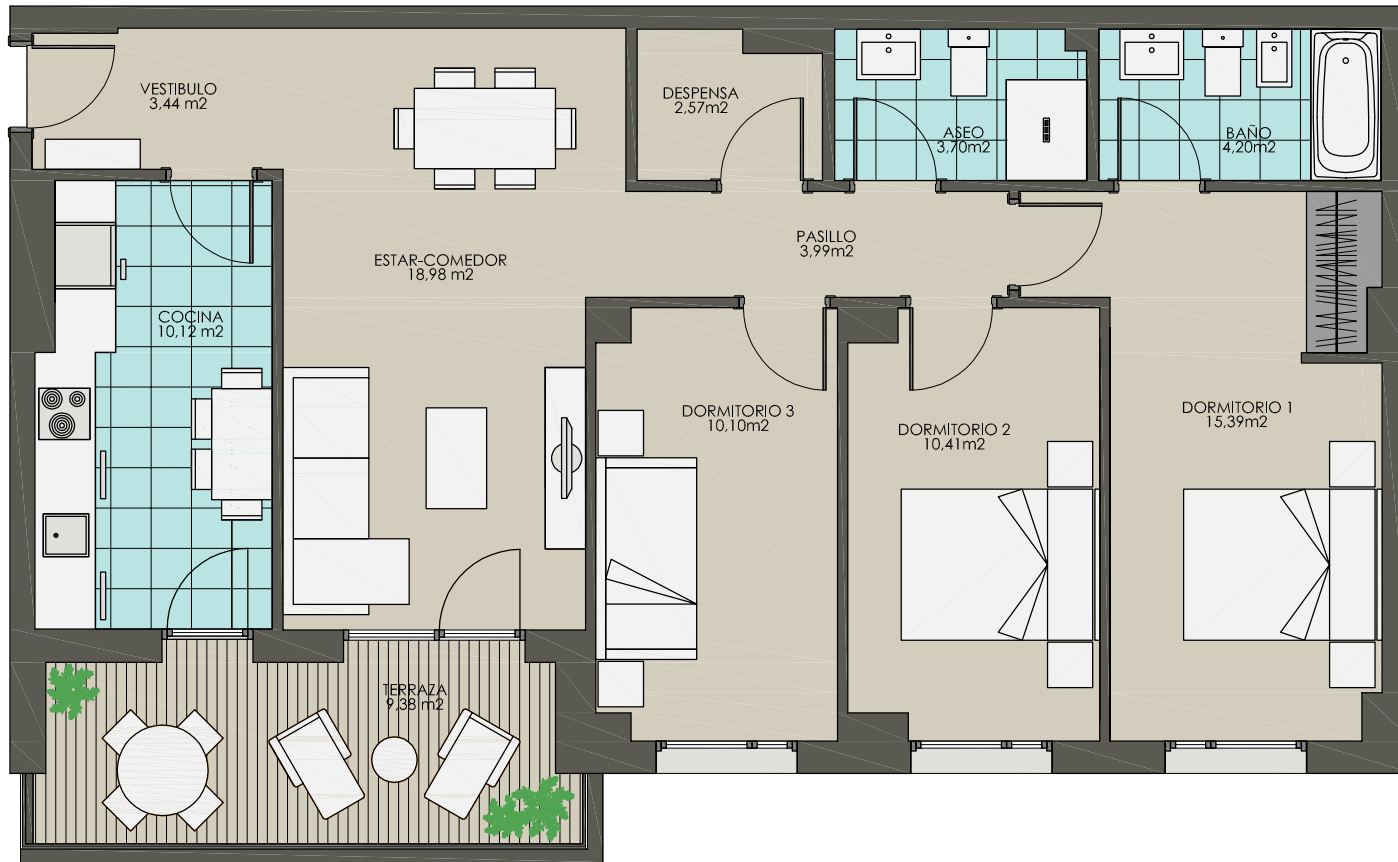 VESTIBULO
3,44 m2
DESPENSA
2,57m2
ASEO
3,70m2
BAÑO
4,20m2
ESTAR-COMEDOR
18,98 m2
PASILLO
3,99m2
COCINA
10,12 m2
DORMITORIO 3
10,10m2
DORMITORIO 2
10,41m2
DORMITORIO 1
15,39m2
TERRAZA
9,38 m2